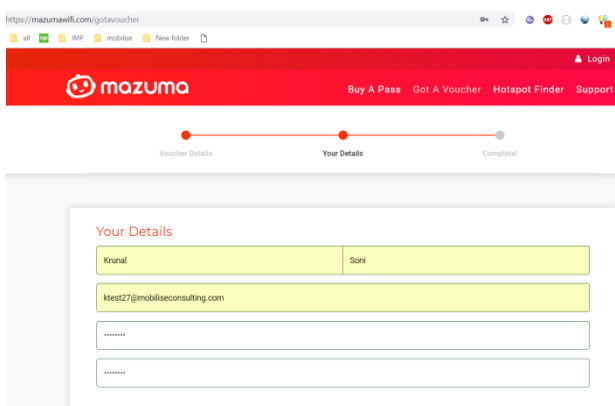 https://mazumawifi.com/gotavoucher
all Up IMP mobilise New folder
Login
mazuma Buy A Pass Got A Voucher Hotspot Finder Support
Voucher Details Your Details Complete!
Your Details
Krunal Soni
ktest27@mobiliseconsulting.com
••••••••
••••••••